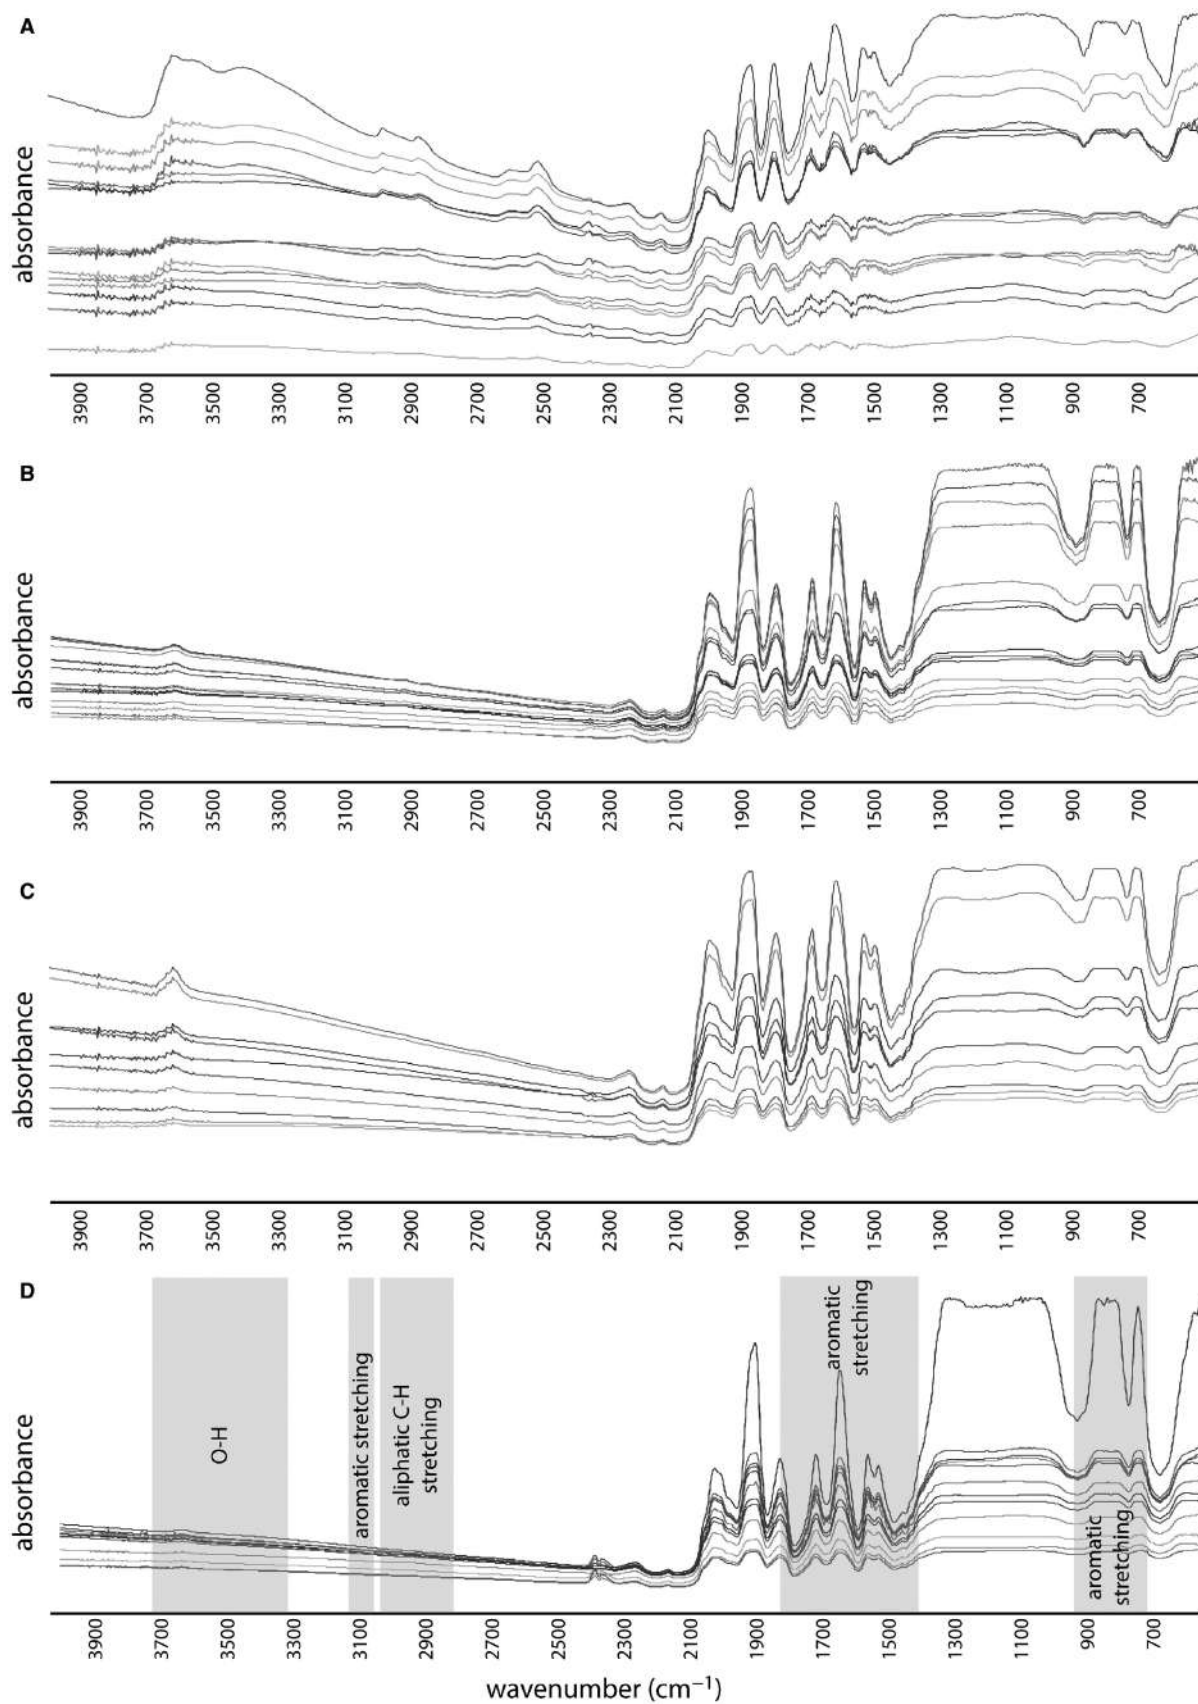 A
absorbance
3900 3700 3500 3300 3100 2900 2700 2500 2300 2100 1900 1700 1500 1300 1100 900 700
B
absorbance
3900 3700 3500 3300 3100 2900 2700 2500 2300 2100 1900 1700 1500 1300 1100 900 700
C
absorbance
3900 3700 3500 3300 3100 2900 2700 2500 2300 2100 1900 1700 1500 1300 1100 900 700
D
absorbance
O-H
aromatic stretching
aliphatic C-H
stretching
aromatic
stretching
aromatic
stretching
3900 3700 3500 3300 3100 2900 2700 2500 2300 2100 1900 1700 1500 1300 1100 900 700
wavenumber (cm⁻¹)